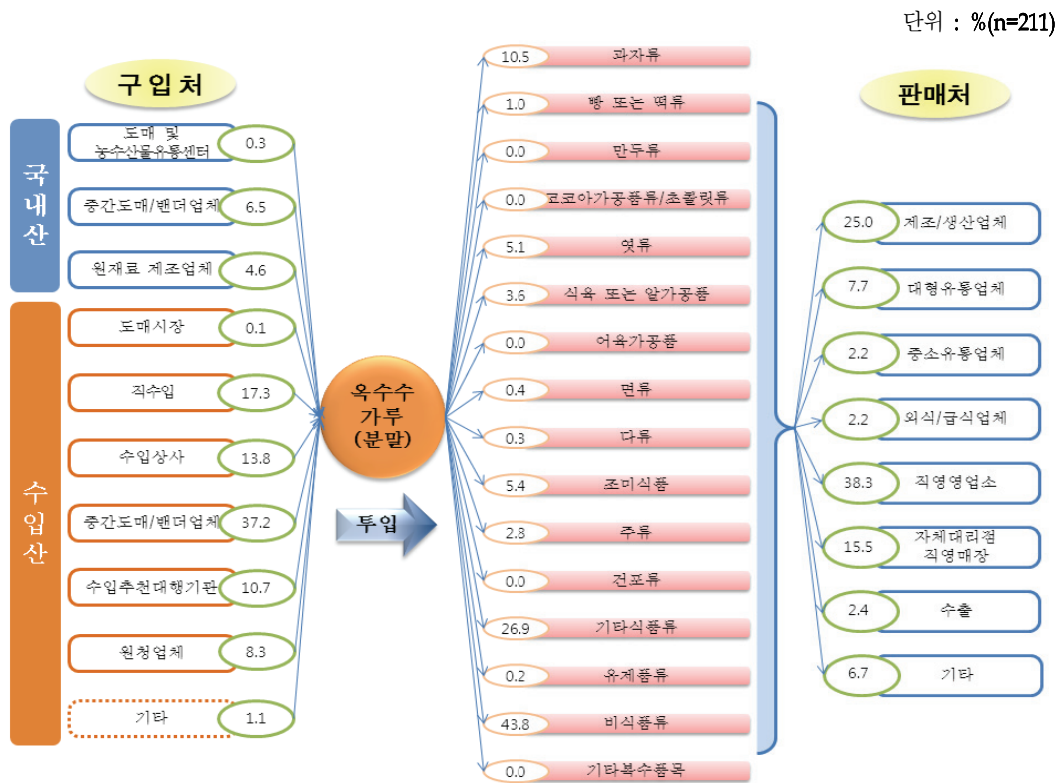 단위 : %(n=211)
구입처
국내산
도매 및
농수산물유통센터
0.3
중간도매/밴더업체
6.5
원재료 제조업체
4.6
수입산
도매시장
0.1
직수입
17.3
수입상사
13.8
중간도매/밴더업체
37.2
수입추천대행기관
10.7
원청업체
8.3
기타
1.1
옥수수
가루
(분말)
투입
10.5 과자류
1.0 빵 또는 떡류
0.0 만두류
0.0 코코아가공품류/초콜릿류
5.1 엿류
3.6 식육 또는 알가공품
0.0 어육가공품
0.4 면류
0.3 다류
5.4 조미식품
2.8 주류
0.0 건포류
26.9 기타식품류
0.2 유제품류
43.8 비식품류
0.0 기타복수품목
판매처
25.0 제조/생산업체
7.7 대형유통업체
2.2 중소유통업체
2.2 외식/급식업체
38.3 직영영업소
15.5 자체대리점
직영매장
2.4 수출
6.7 기타